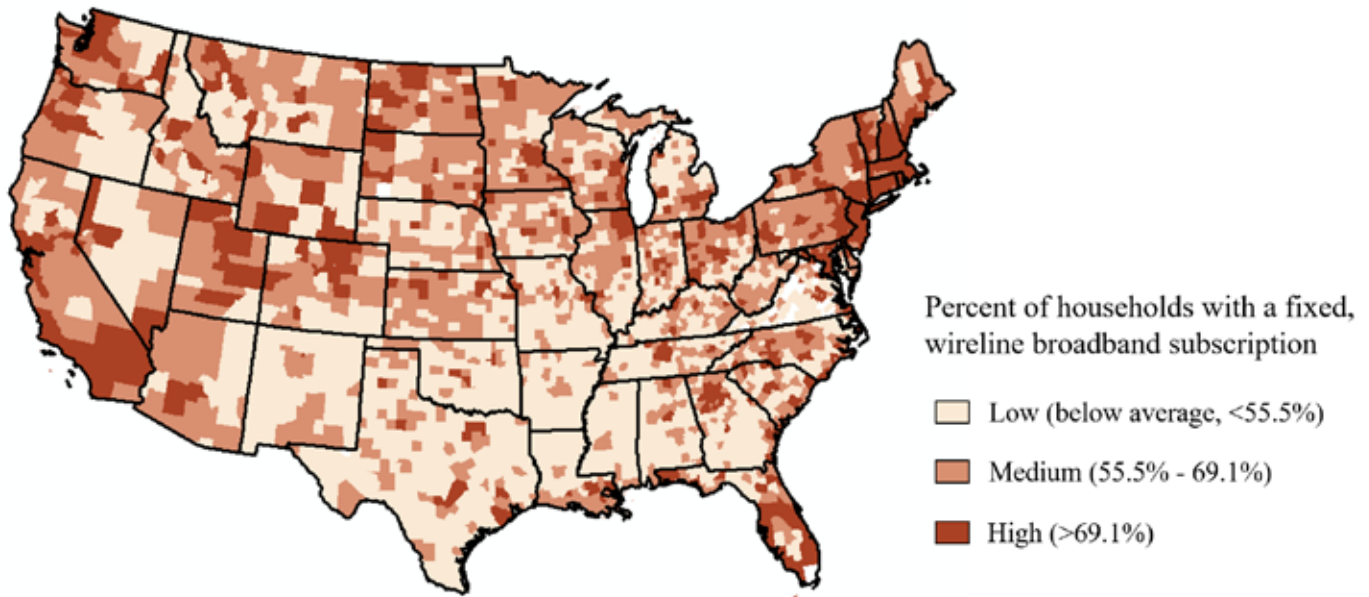 Percent of households with a fixed,
wireline broadband subscription
Low (below average, <55.5%)
Medium (55.5% - 69.1%)
High (>69.1%)